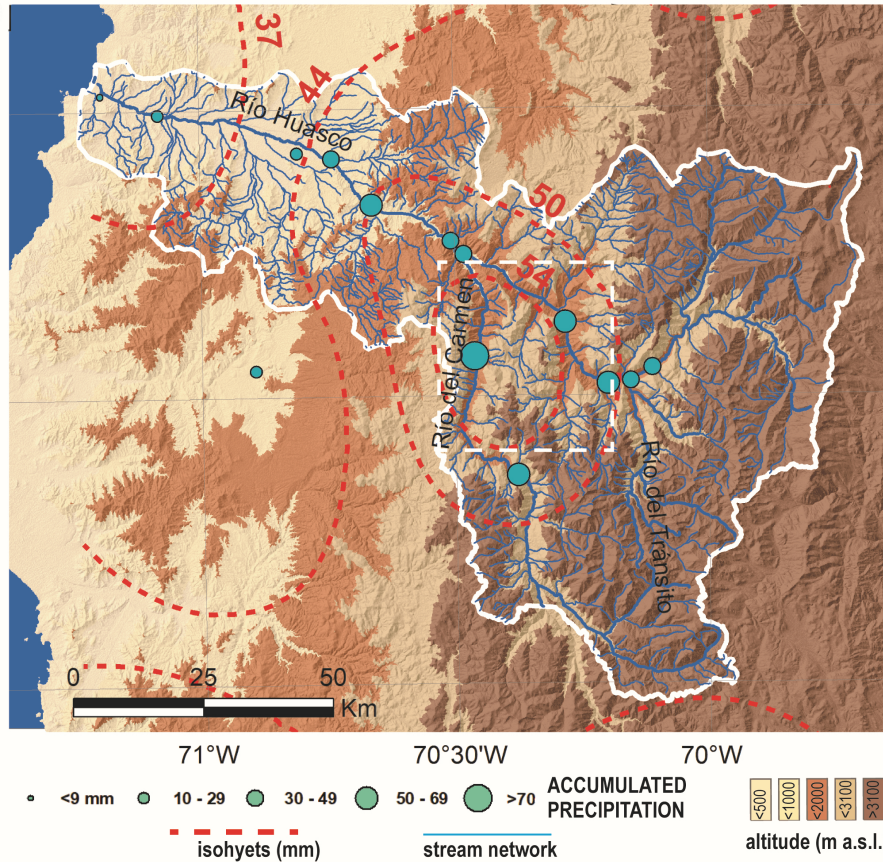 37
44
Río Huasco
50
54
Río del Carmen
Río del Tránsito
0 25 50
Km
71°W 70°30'W 70°W
<9 mm 10 - 29 30 - 49 50 - 69 >70 ACCUMULATED
PRECIPITATION
<500 <1000 <2000 <3100 >3100
isohyets (mm) stream network altitude (m a.s.l.